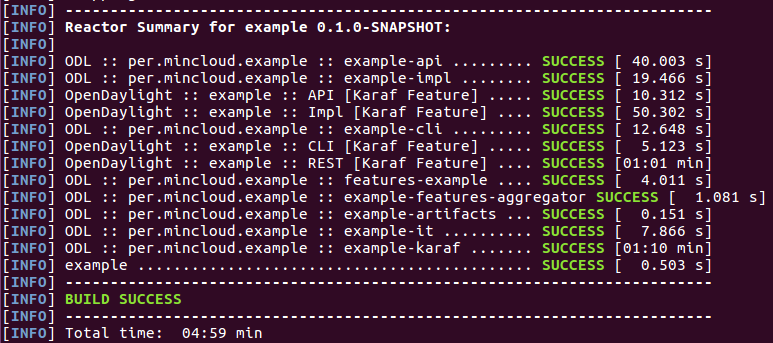 [INFO] ------------------------------------------------------------------------
[INFO] Reactor Summary for example 0.1.0-SNAPSHOT:
[INFO]
[INFO] ODL :: per.mincloud.example :: example-api ......... SUCCESS [ 40.003 s]
[INFO] ODL :: per.mincloud.example :: example-impl ........ SUCCESS [ 19.466 s]
[INFO] OpenDaylight :: example :: API [Karaf Feature] ..... SUCCESS [ 10.312 s]
[INFO] OpenDaylight :: example :: Impl [Karaf Feature] .... SUCCESS [ 50.302 s]
[INFO] ODL :: per.mincloud.example :: example-cli ......... SUCCESS [ 12.648 s]
[INFO] OpenDaylight :: example :: CLI [Karaf Feature] ..... SUCCESS [  5.123 s]
[INFO] OpenDaylight :: example :: REST [Karaf Feature] .... SUCCESS [01:01 min]
[INFO] ODL :: per.mincloud.example :: features-example .... SUCCESS [  4.011 s]
[INFO] ODL :: per.mincloud.example :: example-features-aggregator SUCCESS [  1.081 s]
[INFO] ODL :: per.mincloud.example :: example-artifacts ... SUCCESS [  0.151 s]
[INFO] ODL :: per.mincloud.example :: example-it .......... SUCCESS [  7.866 s]
[INFO] ODL :: per.mincloud.example :: example-karaf ....... SUCCESS [01:10 min]
[INFO] example ............................................ SUCCESS [  0.503 s]
[INFO] ------------------------------------------------------------------------
[INFO] BUILD SUCCESS
[INFO] ------------------------------------------------------------------------
[INFO] Total time:  04:59 min